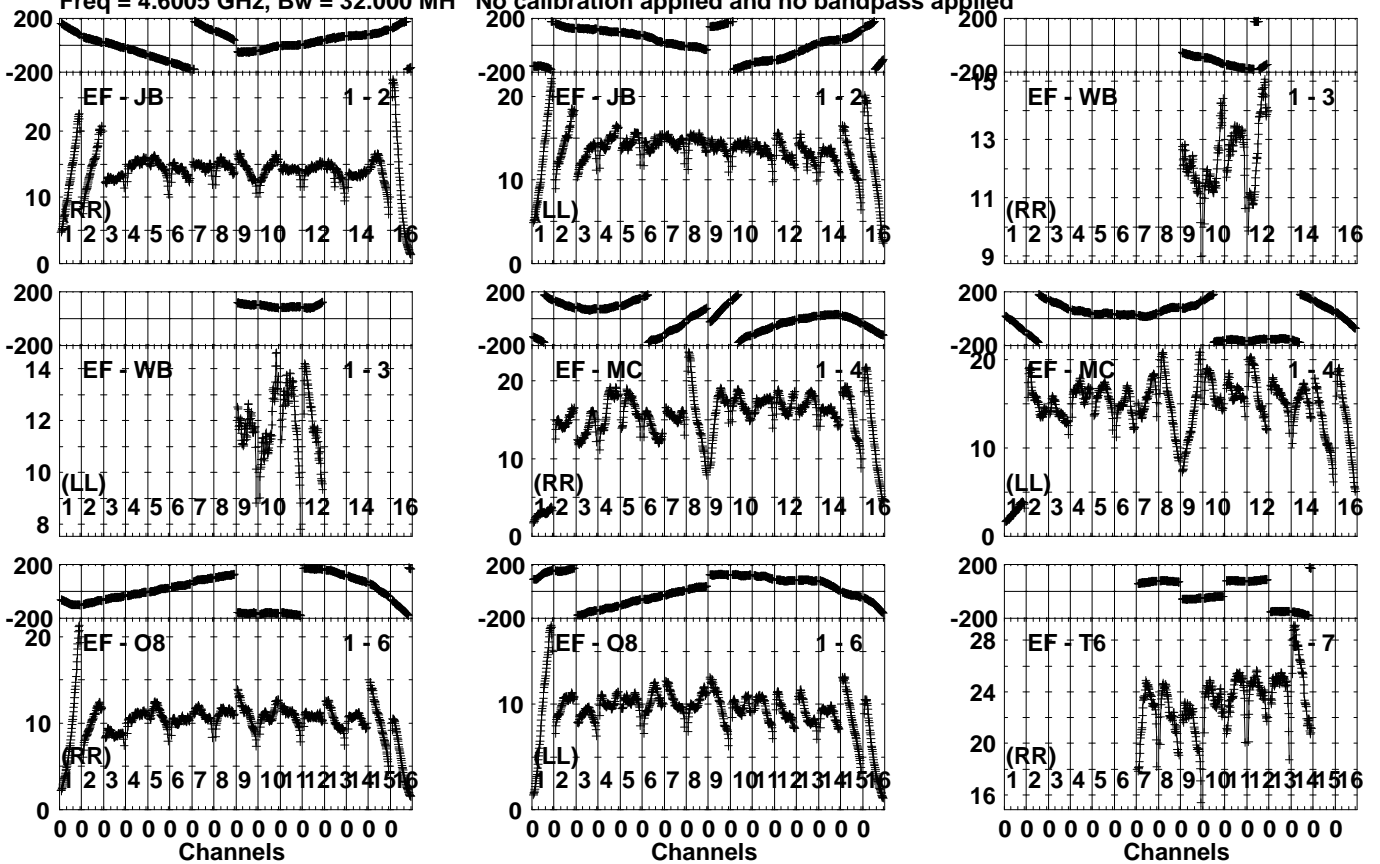 Freq = 4.6005 GHz, Bw = 32.000 MH No calibration applied and no bandpass applied
200 200 200
-200 -200 -200
EF - JB 1 - 2 EF - JB 1 - 2 EF - WB 1 - 3
15
20 20 13
10 10 11
(RR) (LL) (RR)
1 2 3 4 5 6 7 8 9 10 12 14 16 1 2 3 4 5 6 7 8 9 10 12 14 16 1 2 3 4 5 6 7 8 9 10 12 14 16
0 0 9
200 200 200
-200 -200 -200
14 20 20
EF - WB 1 - 3 EF - MC 1 - 4 EF - MC 1 - 4
12
10 10 10
(LL) (RR) (LL)
1 2 3 4 5 6 7 8 9 10 12 14 16 1 2 3 4 5 6 7 8 9 10 12 14 16 1 2 3 4 5 6 7 8 9 10 12 14 16
8 0 0
200 200 200
-200 -200 -200
20 28
EF - O8 1 - 6 EF - O8 1 - 6 EF - T6 1 - 7
24
10 10 20
(RR) (LL) (RR)
1 2 3 4 5 6 7 8 9 10 11 12 13 14 15 16 1 2 3 4 5 6 7 8 9 10 11 12 13 14 15 16 1 2 3 4 5 6 7 8 9 10 11 12 13 14 15 16
0 0 16
0 0 0 0 0 0 0 0 0 0 0 0 0 0 0 0 0 0 0 0 0 0 0 0 0 0 0 0 0 0 0 0 0 0 0 0 0 0 0 0 0 0 0 0 0 0 0 0
Channels Channels Channels